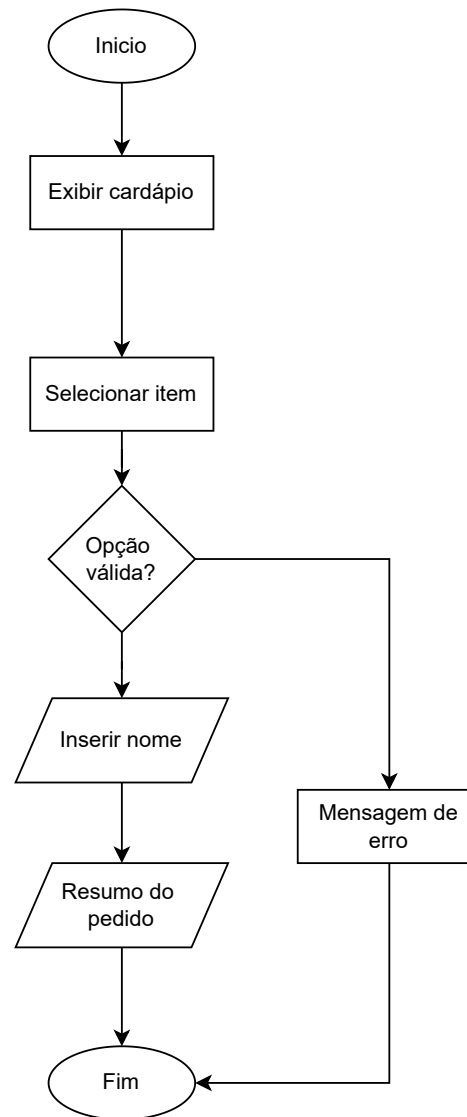 Inicio
Exibir cardápio
Selecionar item
Opção
válida?
Inserir nome
Mensagem de
erro
Resumo do
pedido
Fim